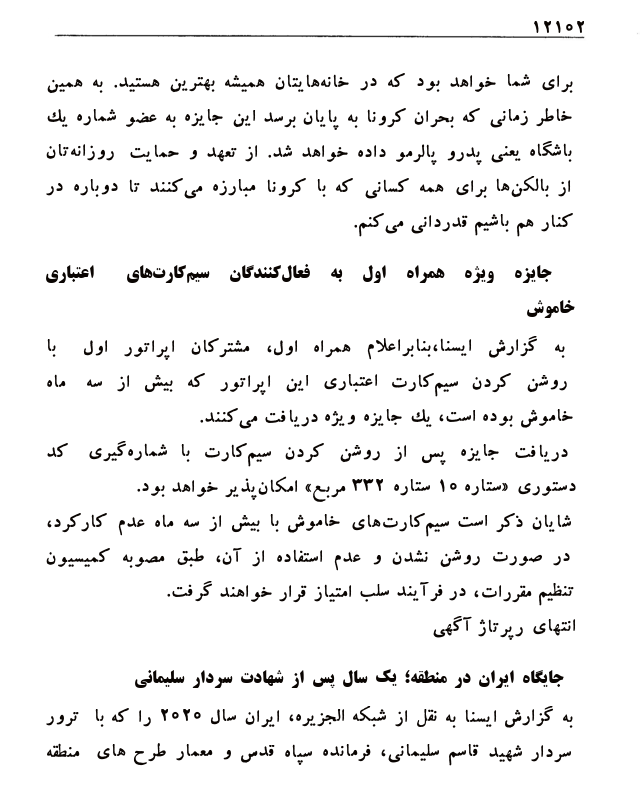 ۱۲۱۰۲
برای شما خواهد بود که در خانه‌هایتان همیشه بهترین هستید. به همین
خاطر زمانی که بحران کرونا به پایان برسد این جایزه به عضو شماره یك
باشگاه یعنی پدرو پالرمو داده خواهد شد. از تعهد و حمایت روزانه‌تان
از بالکن‌ها برای همه کسانی که با کرونا مبارزه می‌کنند تا دوباره در
کنار هم باشیم قدردانی می‌کنم.
جایزه ویژه همراه اول به فعال‌کنندگان سیم‌کارت‌های اعتباری
خاموش
به گزارش ایسنا،بنابراعلام همراه اول، مشترکان اپراتور اول با
روشن کردن سیم‌کارت اعتباری این اپراتور که بیش از سه ماه
خاموش بوده است، یك جایزه ویژه دریافت می‌کنند.
دریافت جایزه پس از روشن کردن سیم‌کارت با شماره‌گیری کد
دستوری «ستاره ۱۰ ستاره ۳۳۲ مربع» امکان‌پذیر خواهد بود.
شایان ذکر است سیم‌کارت‌های خاموش با بیش از سه ماه عدم کارکرد،
در صورت روشن نشدن و عدم استفاده از آن، طبق مصوبه کمیسیون
تنظیم مقررات، در فرآیند سلب امتیاز قرار خواهند گرفت.
انتهای رپرتاژ آگهی
جایگاه ایران در منطقه؛ یک سال پس از شهادت سردار سلیمانی
به گزارش ایسنا به نقل از شبکه الجزیره، ایران سال ۲۰۲۰ را که با ترور
سردار شهید قاسم سلیمانی، فرمانده سپاه قدس و معمار طرح های منطقه